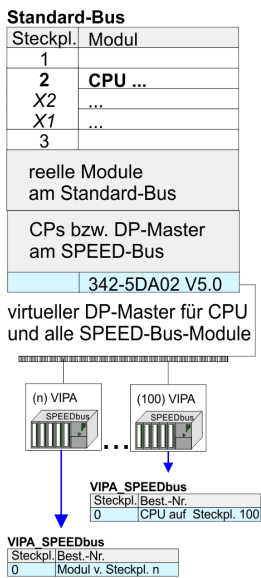 Standard-Bus
Steckpl. Modul
1
2 CPU ...
X2 ...
X1 ...
3
reelle Module
am Standard-Bus
CPs bzw. DP-Master
am SPEED-Bus
342-5DA02 V5.0
virtueller DP-Master für CPU
und alle SPEED-Bus-Module
(n) VIPA
SPEEDbus
(100) VIPA
SPEEDbus
...
VIPA_SPEEDbus
Steckpl. Best.-Nr.
0 CPU auf Steckpl. 100
VIPA_SPEEDbus
Steckpl. Best.-Nr.
0 Modul v. Steckpl. n